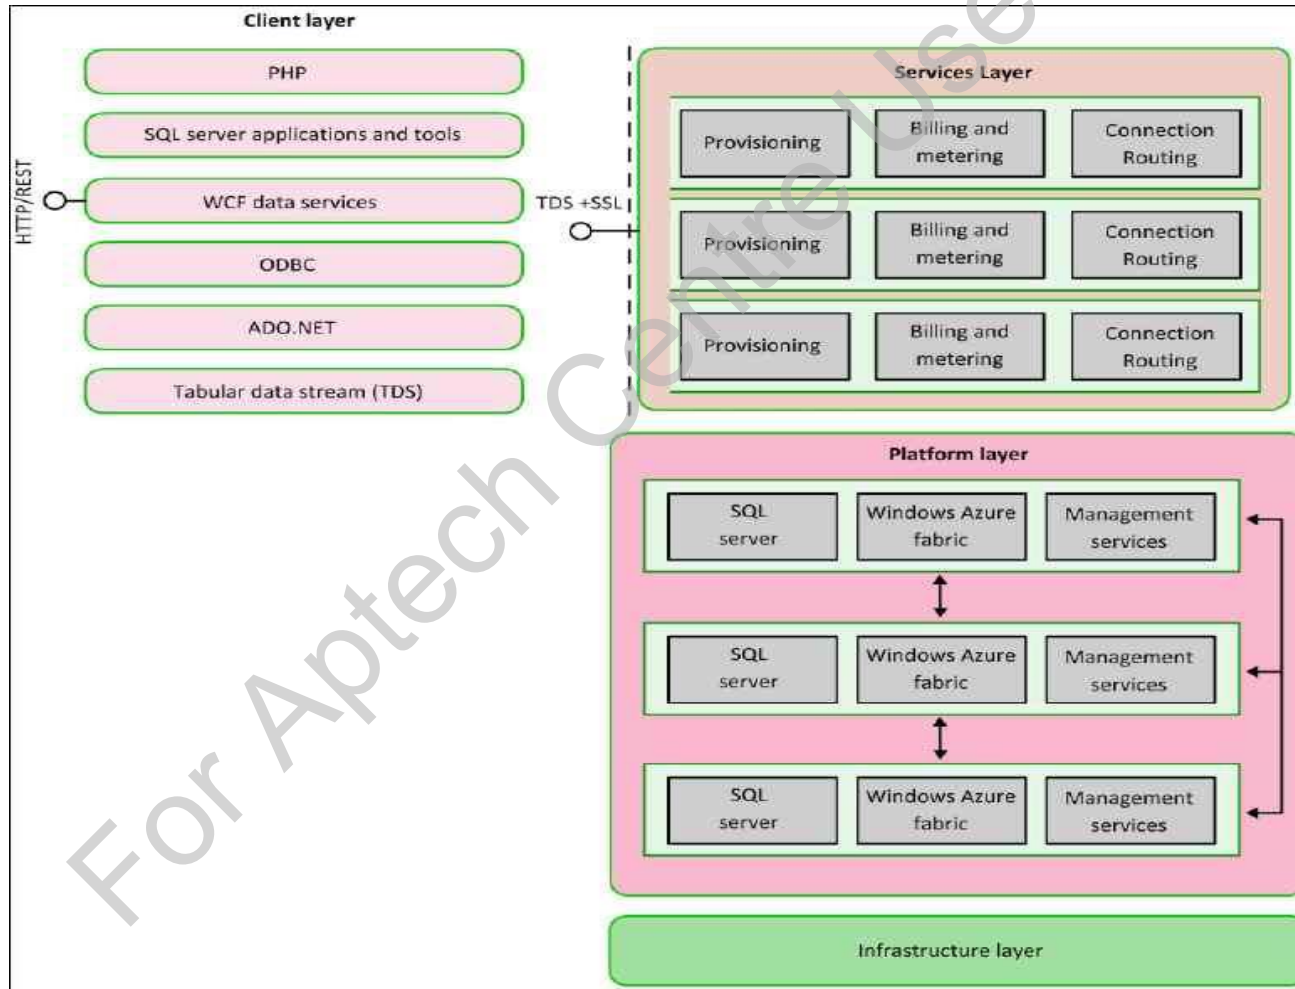 Client layer
PHP
SQL server applications and tools
HTTP/REST
WCF data services
ODBC
ADO.NET
Tabular data stream (TDS)
TDS +SSL
Services Layer
Provisioning
Billing and
metering
Connection
Routing
Provisioning
Billing and
metering
Connection
Routing
Provisioning
Billing and
metering
Connection
Routing
Platform layer
SQL
server
Windows Azure
fabric
Management
services
SQL
server
Windows Azure
fabric
Management
services
SQL
server
Windows Azure
fabric
Management
services
Infrastructure layer
For Aptech Centre Use